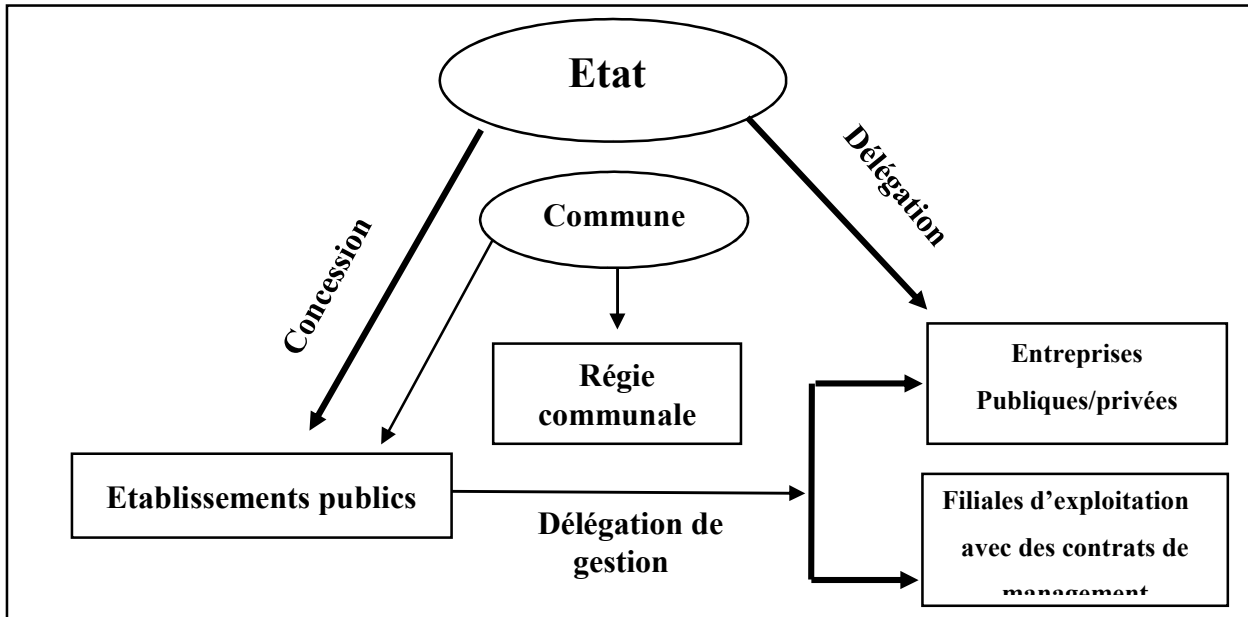 Etat
Délégation
Concession
Commune
Régie
communale
Entreprises
Publiques/privées
Etablissements publics
Délégation de
gestion
Filiales d’exploitation
avec des contrats de
management